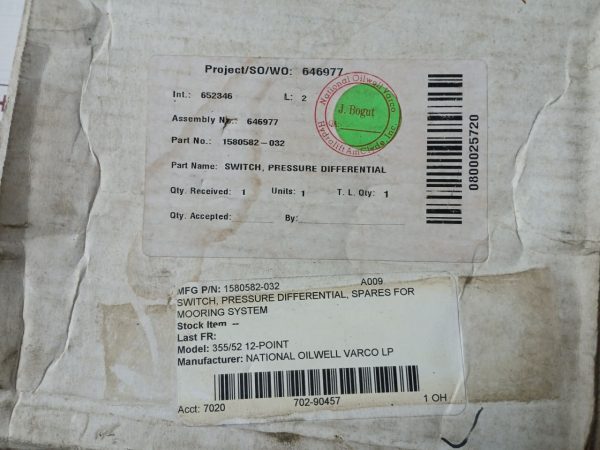 Project/SO/WO: 646977
Int.: 652346 L: 2
Assembly No.: 646977
Part No.: 1580582-032
Part Name: SWITCH, PRESSURE DIFFERENTIAL
Qty. Received: 1 Units: 1 T. L. Qty: 1
Qty. Accepted: By:
National Oilwell Varco
J. Bogut
Hydralift Amclyde, Inc.
0800025720
MFG P/N: 1580582-032 A009
SWITCH, PRESSURE DIFFERENTIAL, SPARES FOR
MOORING SYSTEM
Stock Item --
Last FR:
Model: 355/52 12-POINT
Manufacturer: NATIONAL OILWELL VARCO LP
Acct: 7020 702-90457 1 OH